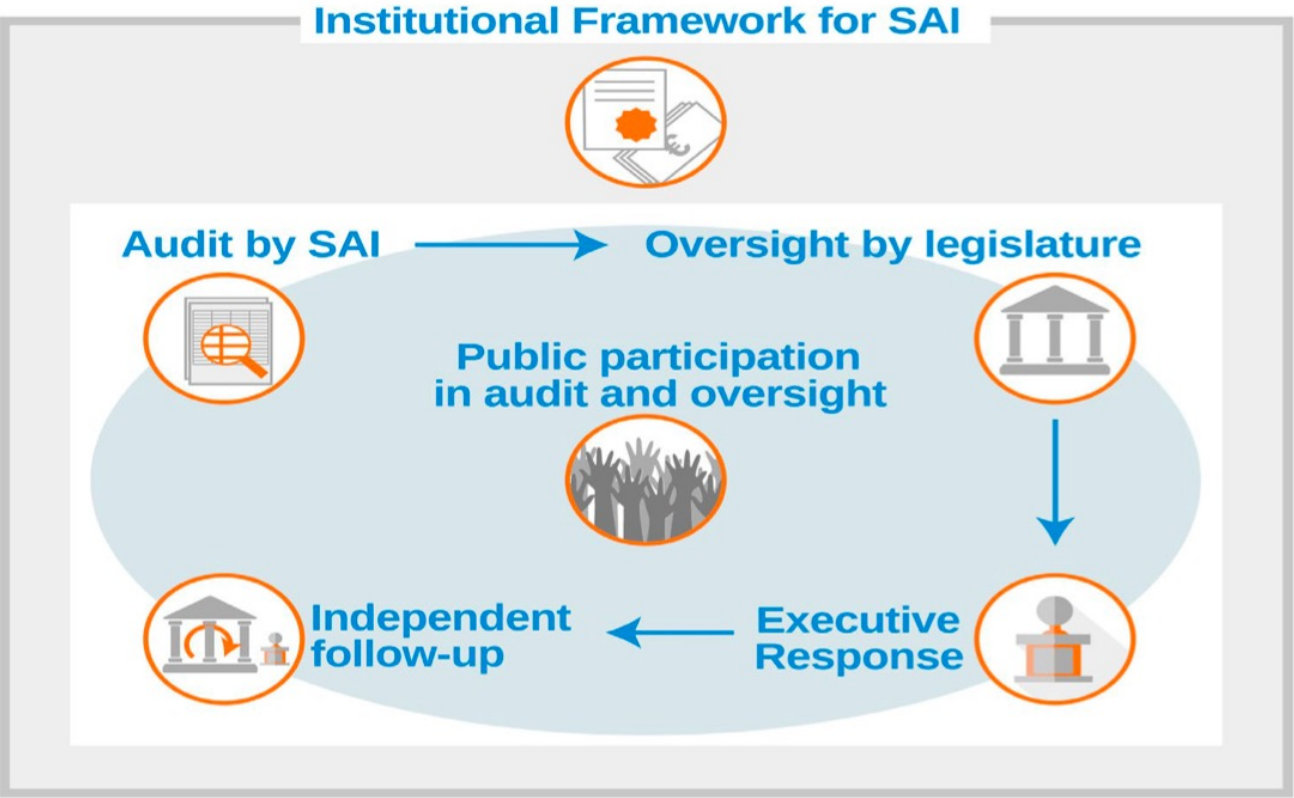 Institutional Framework for SAI
€
Audit by SAI
Oversight by legislature
Public participation
in audit and oversight
Independent
follow-up
Executive
Response